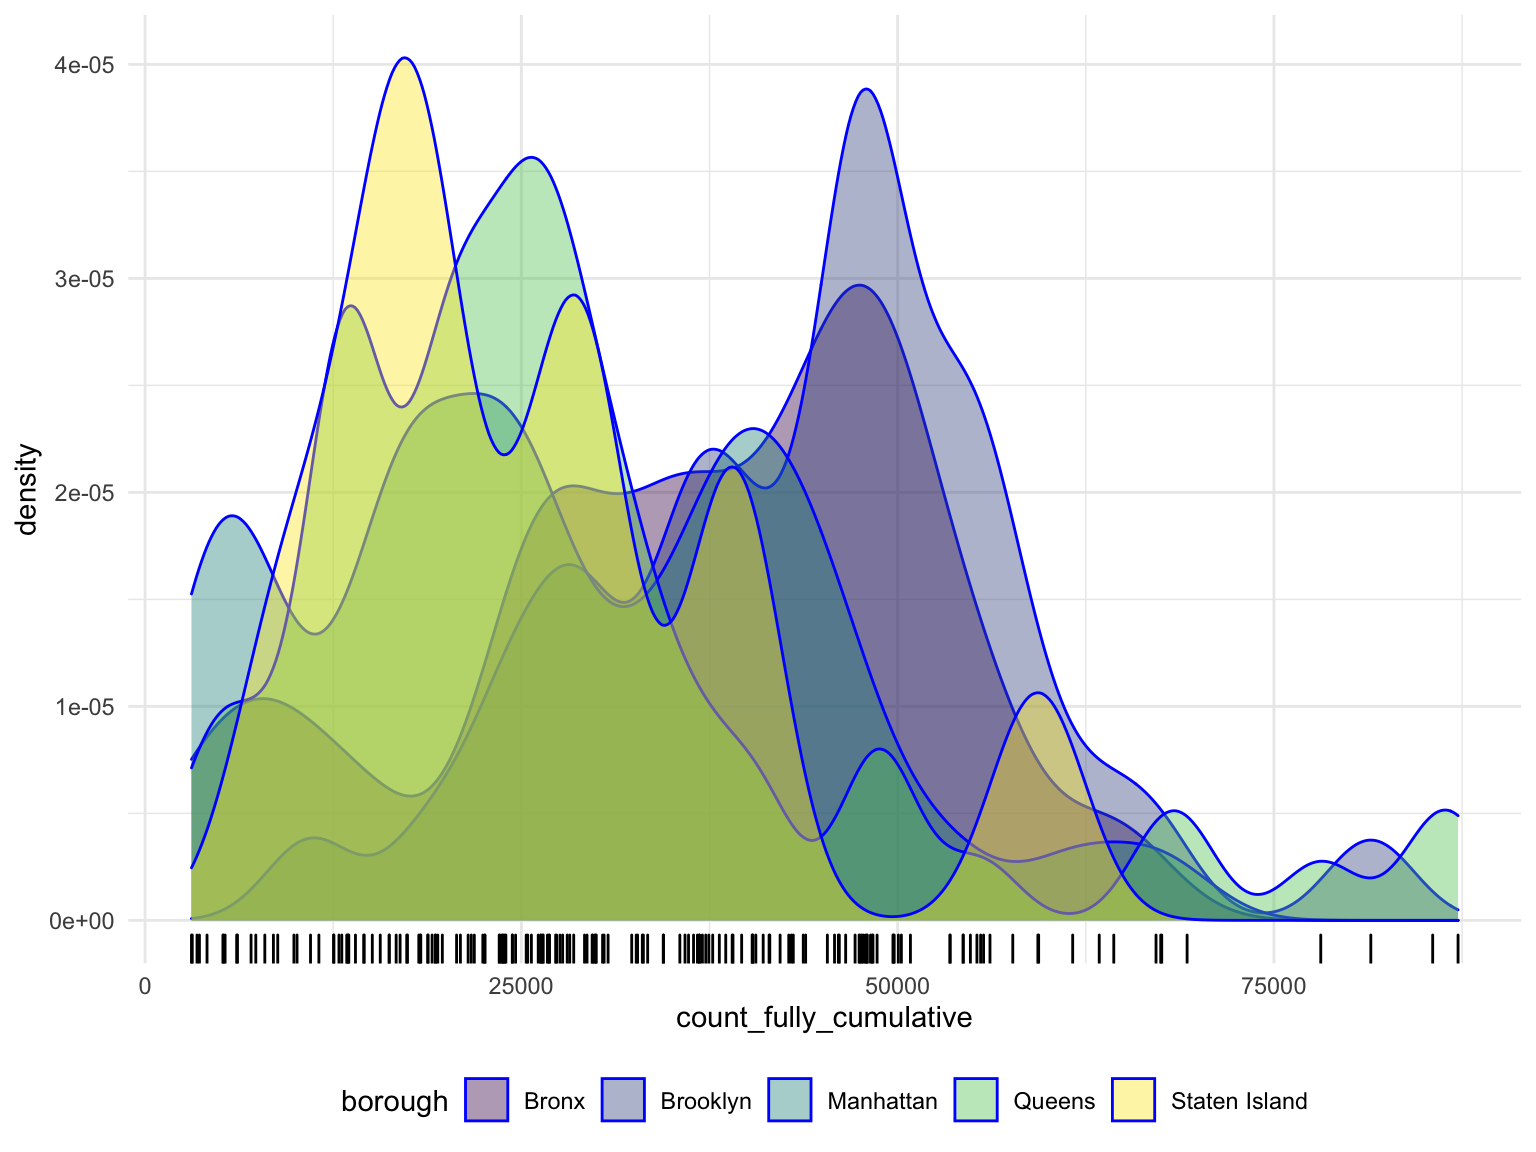 4e-05
3e-05
2e-05
1e-05
0e+00
density
0 25000 50000 75000
count_fully_cumulative
borough Bronx Brooklyn Manhattan Queens Staten Island